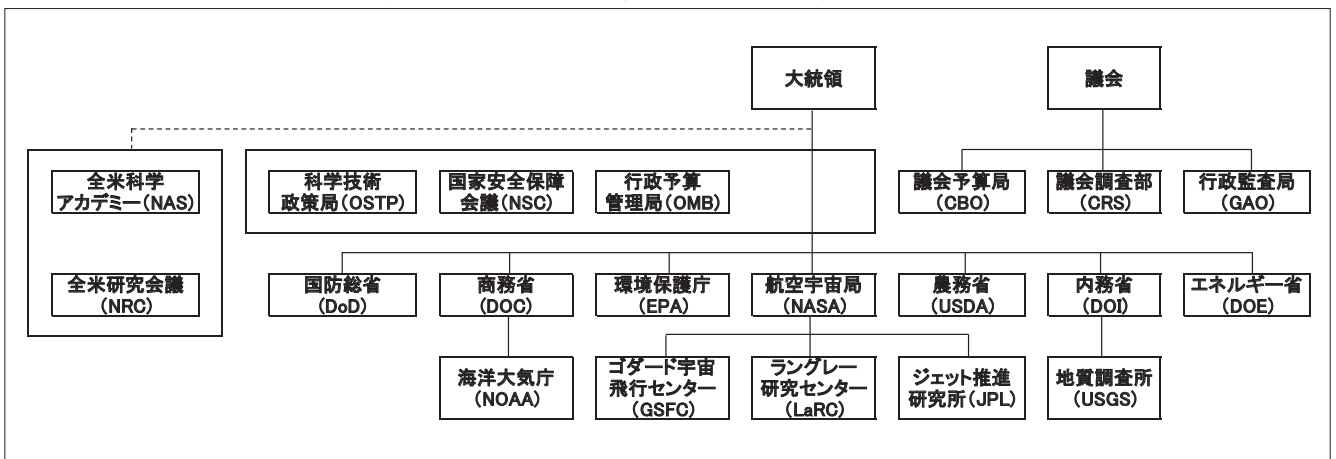 大統領
議会
全米科学
アカデミー(NAS)
科学技術
政策局(OSTP)
国家安全保障
会議(NSC)
行政予算
管理局(OMB)
議会予算局
(CBO)
議会調査部
(CRS)
行政監査局
(GAO)
全米研究会議
(NRC)
国防総省
(DoD)
商務省
(DOC)
環境保護庁
(EPA)
航空宇宙局
(NASA)
農務省
(USDA)
内務省
(DOI)
エネルギー省
(DOE)
海洋大気庁
(NOAA)
ゴダード宇宙
飛行センター
(GSFC)
ラングレー
研究センター
(LaRC)
ジェット推進
研究所(JPL)
地質調査所
(USGS)